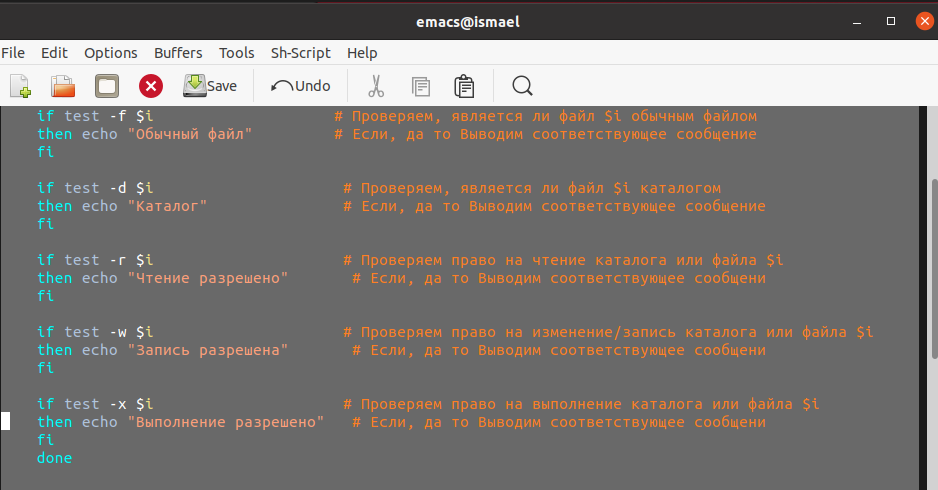 emacs@ismael
File Edit Options Buffers Tools Sh-Script Help
Save Undo
if test -f $i # Проверяем, является ли файл $i обычным файлом
then echo "Обычный файл" # Если, да то Выводим соответствующее сообщение
fi
if test -d $i # Проверяем, является ли файл $i каталогом
then echo "Каталог" # Если, да то Выводим соответствующее сообщение
fi
if test -r $i # Проверяем право на чтение каталога или файла $i
then echo "Чтение разрешено" # Если, да то Выводим соответствующее сообщени
fi
if test -w $i # Проверяем право на изменение/запись каталога или файла $i
then echo "Запись разрешена" # Если, да то Выводим соответствующее сообщени
fi
if test -x $i # Проверяем право на выполнение каталога или файла $i
then echo "Выполнение разрешено" # Если, да то Выводим соответствующее сообщени
fi
done